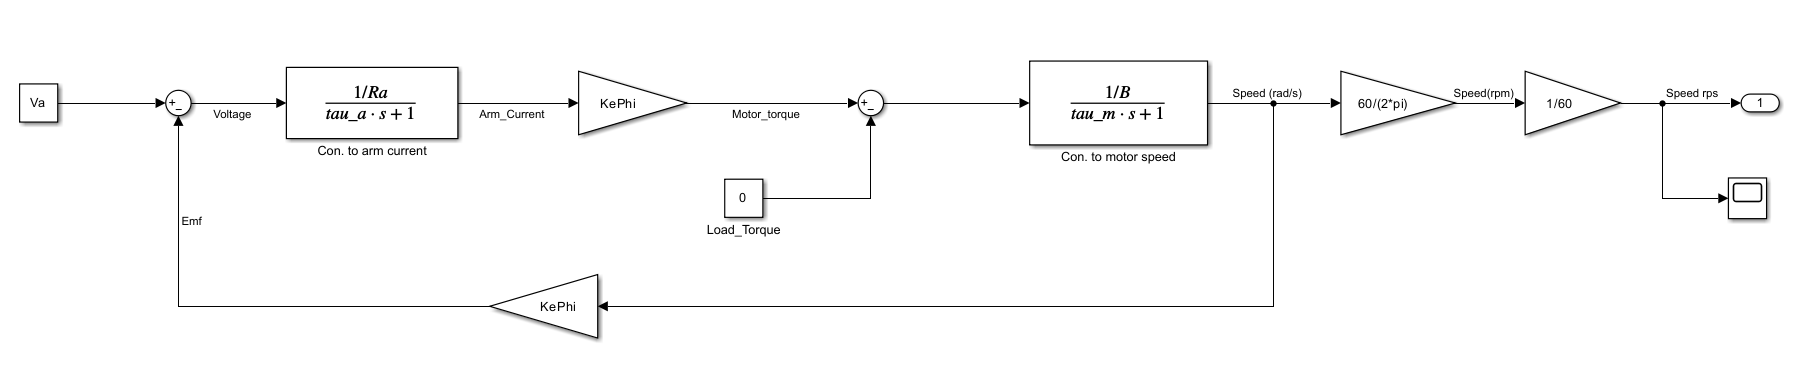 Va
+
−
Voltage
1/Ra
tau_a · s + 1
Con. to arm current
Arm_Current
KePhi
Motor_torque
+
−
0
Load_Torque
1/B
tau_m · s + 1
Con. to motor speed
Speed (rad/s)
60/(2*pi)
Speed(rpm)
1/60
Speed rps
1
Emf
KePhi